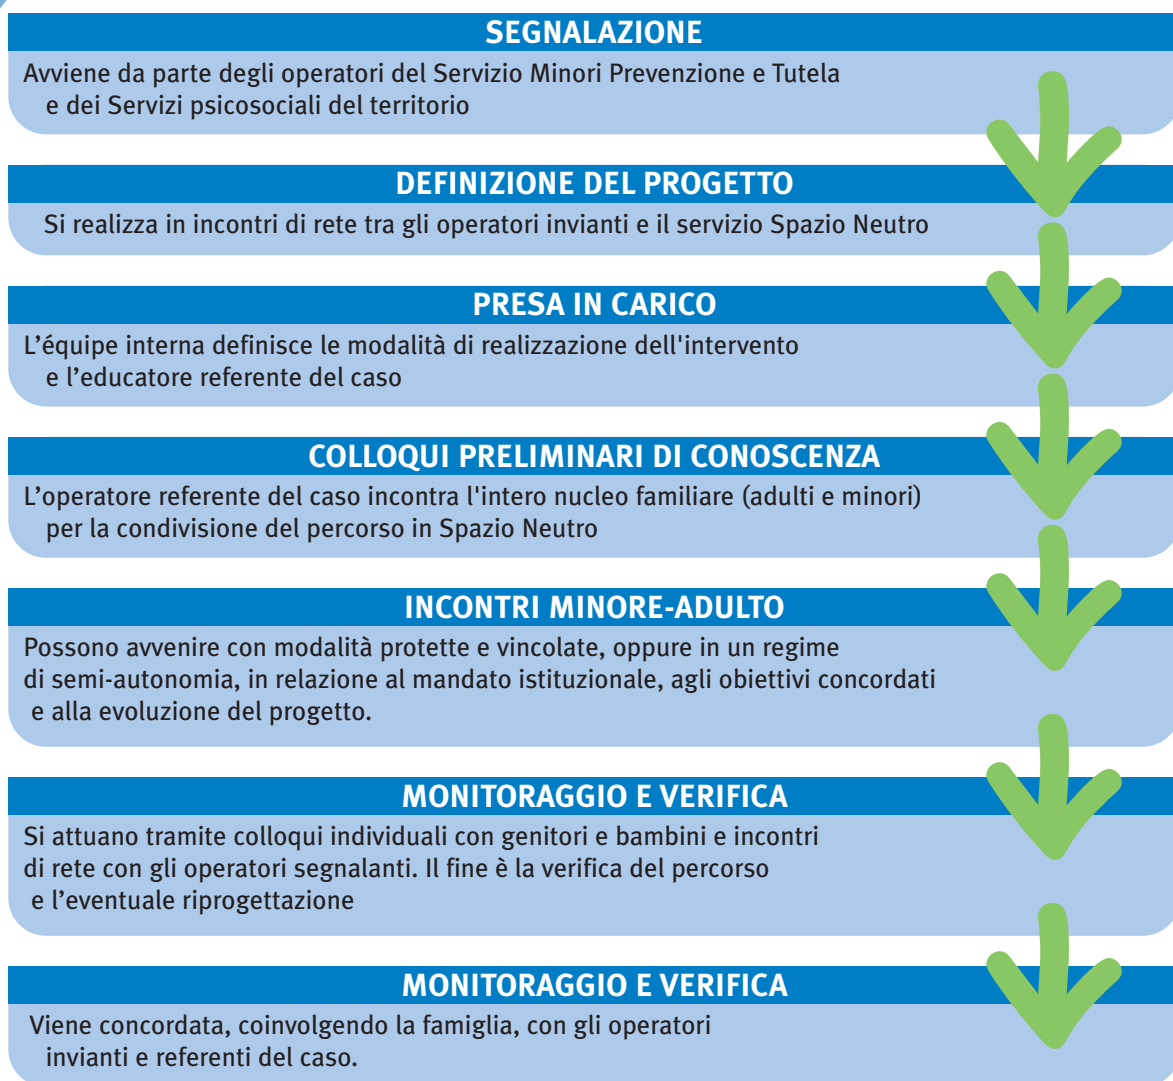 SEGNALAZIONE
Avviene da parte degli operatori del Servizio Minori Prevenzione e Tutela
e dei Servizi psicosociali del territorio
DEFINIZIONE DEL PROGETTO
Si realizza in incontri di rete tra gli operatori invianti e il servizio Spazio Neutro
PRESA IN CARICO
L’équipe interna definisce le modalità di realizzazione dell'intervento
e l’educatore referente del caso
COLLOQUI PRELIMINARI DI CONOSCENZA
L’operatore referente del caso incontra l'intero nucleo familiare (adulti e minori)
per la condivisione del percorso in Spazio Neutro
INCONTRI MINORE-ADULTO
Possono avvenire con modalità protette e vincolate, oppure in un regime
di semi-autonomia, in relazione al mandato istituzionale, agli obiettivi concordati
e alla evoluzione del progetto.
MONITORAGGIO E VERIFICA
Si attuano tramite colloqui individuali con genitori e bambini e incontri
di rete con gli operatori segnalanti. Il fine è la verifica del percorso
e l’eventuale riprogettazione
MONITORAGGIO E VERIFICA
Viene concordata, coinvolgendo la famiglia, con gli operatori
invianti e referenti del caso.